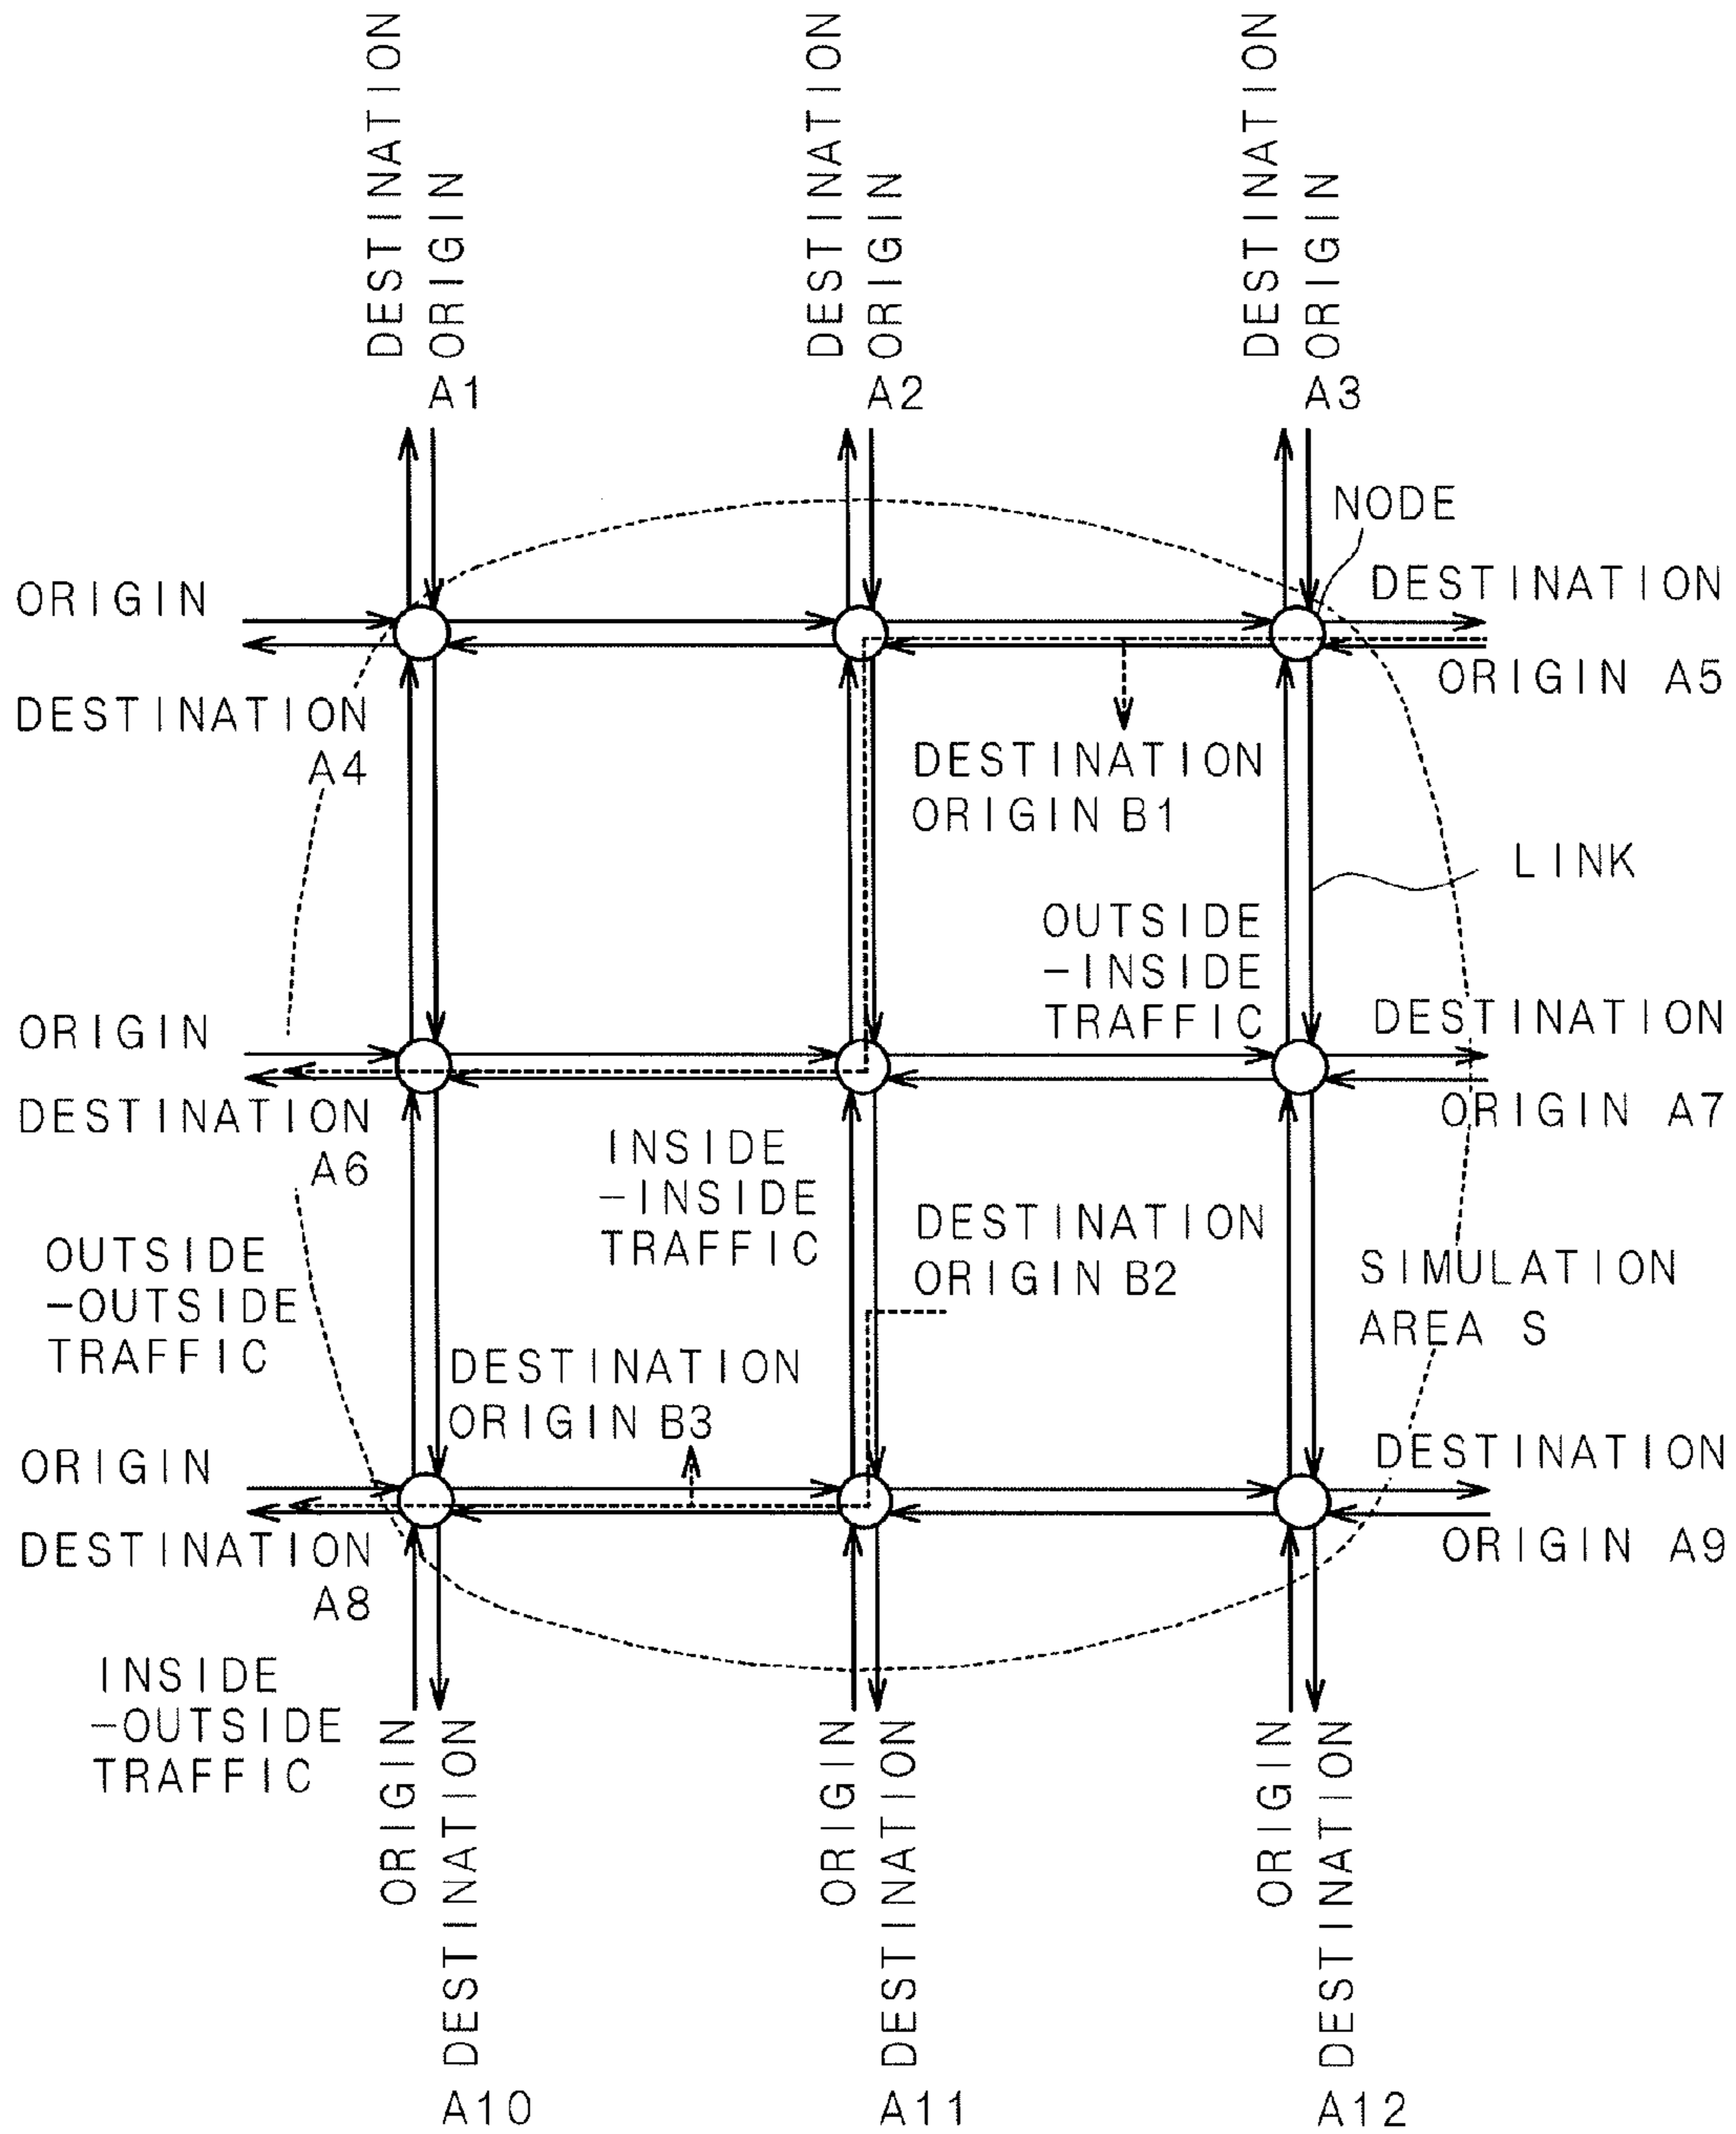 DESTINATION
ORIGIN
A1
DESTINATION
ORIGIN
A2
DESTINATION
ORIGIN
A3
NODE
ORIGIN
DESTINATION
A4
DESTINATION
ORIGIN A5
DESTINATION
ORIGIN B1
LINK
OUTSIDE
-INSIDE
TRAFFIC
ORIGIN
DESTINATION
A6
DESTINATION
ORIGIN A7
INSIDE
-INSIDE
TRAFFIC
DESTINATION
ORIGIN B2
OUTSIDE
-OUTSIDE
TRAFFIC
SIMULATION
AREA S
DESTINATION
ORIGIN B3
ORIGIN
DESTINATION
A8
DESTINATION
ORIGIN A9
INSIDE
-OUTSIDE
TRAFFIC
ORIGIN
DESTINATION
A10
ORIGIN
DESTINATION
A11
ORIGIN
DESTINATION
A12